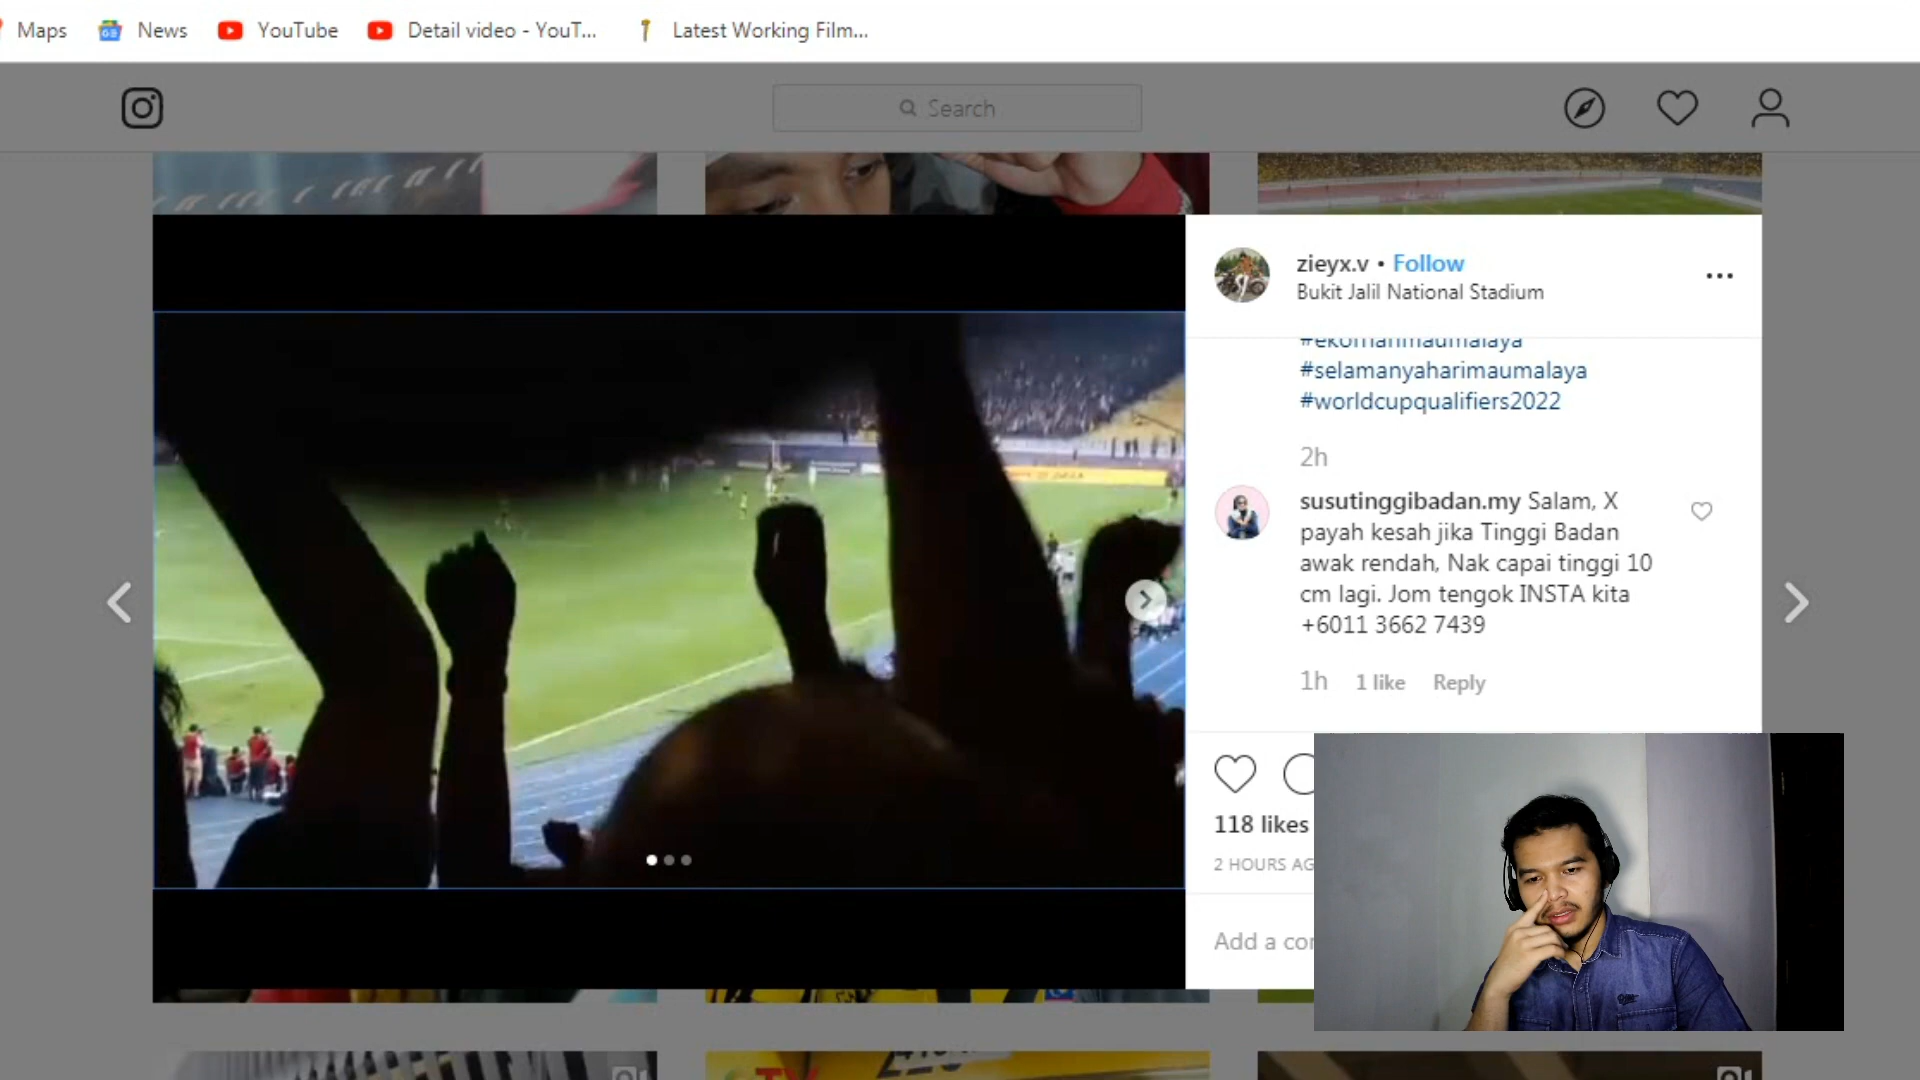 Maps
News
YouTube
Detail video - YouT...
Latest Working Film...
Search
zieyx.v • Follow
Bukit Jalil National Stadium
#selamanyaharimaumalaya
#worldcupqualifiers2022
2h
susutinggibadan.my Salam, X
payah kesah jika Tinggi Badan
awak rendah, Nak capai tinggi 10
cm lagi. Jom tengok INSTA kita
+6011 3662 7439
1h 1 like Reply
118 likes
2 HOURS AG
Add a cor